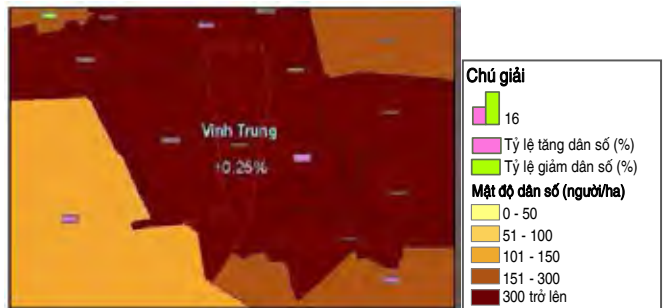 Vĩnh Trung
+0.26%
Chú giải
16
Tỷ lệ tăng dân số (%)
Tỷ lệ giảm dân số (%)
Mật độ dân số (người/ha)
0 - 50
51 - 100
101 - 150
151 - 300
300 trở lên